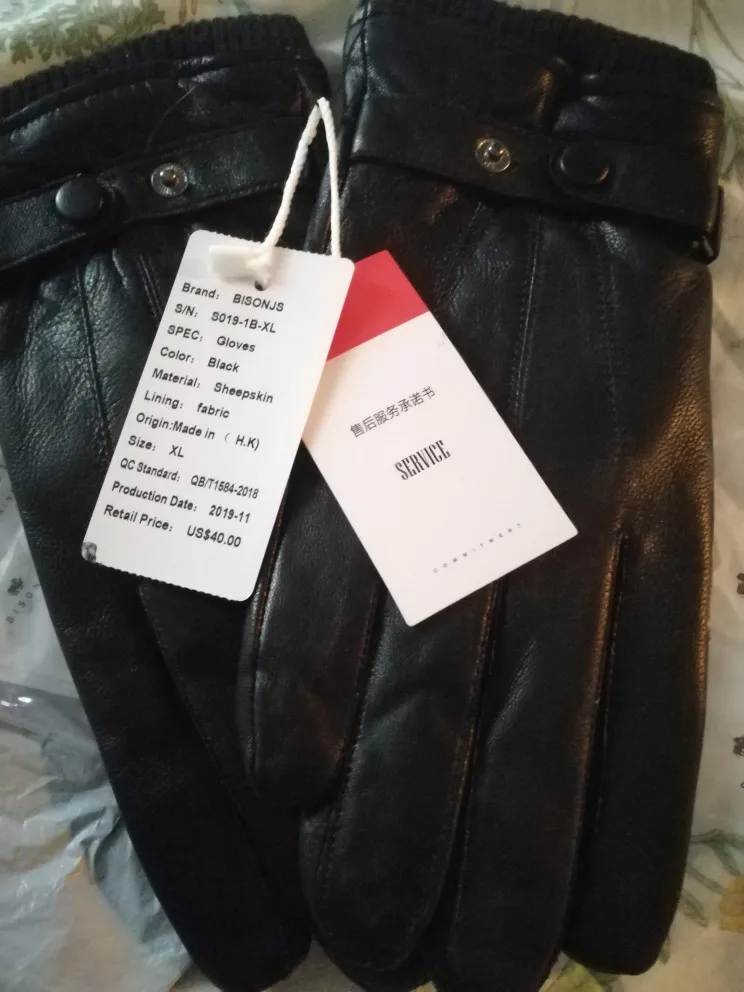 Brand: BISONJS
S/N: S019-1B-XL
SPEC: Gloves
Color: Black
Material: Sheepskin
Lining: fabric
Origin:Made in ( H.K)
Size: XL
QC Standard: QB/T1584-2018
Production Date: 2019-11
Retail Price: US$40.00
售后服务承诺书
SERVICE
COMMITMENT